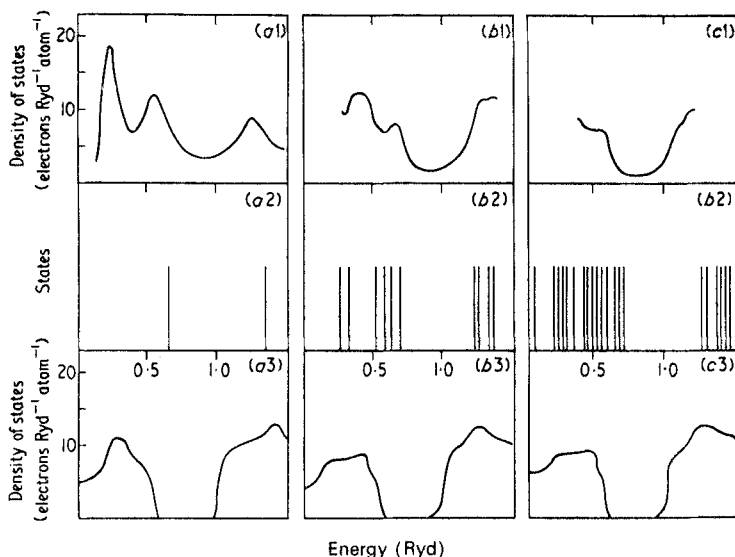 Density of states
(electrons Ryd⁻¹ atom⁻¹)
20
10
(a1)
(b1)
(c1)
States
(a2)
(b2)
(b2)
Density of states
(electrons Ryd⁻¹ atom⁻¹)
20
10
0·5
1·0
(a3)
0·5
1·0
(b3)
0·5
1·0
(c3)
Energy (Ryd)